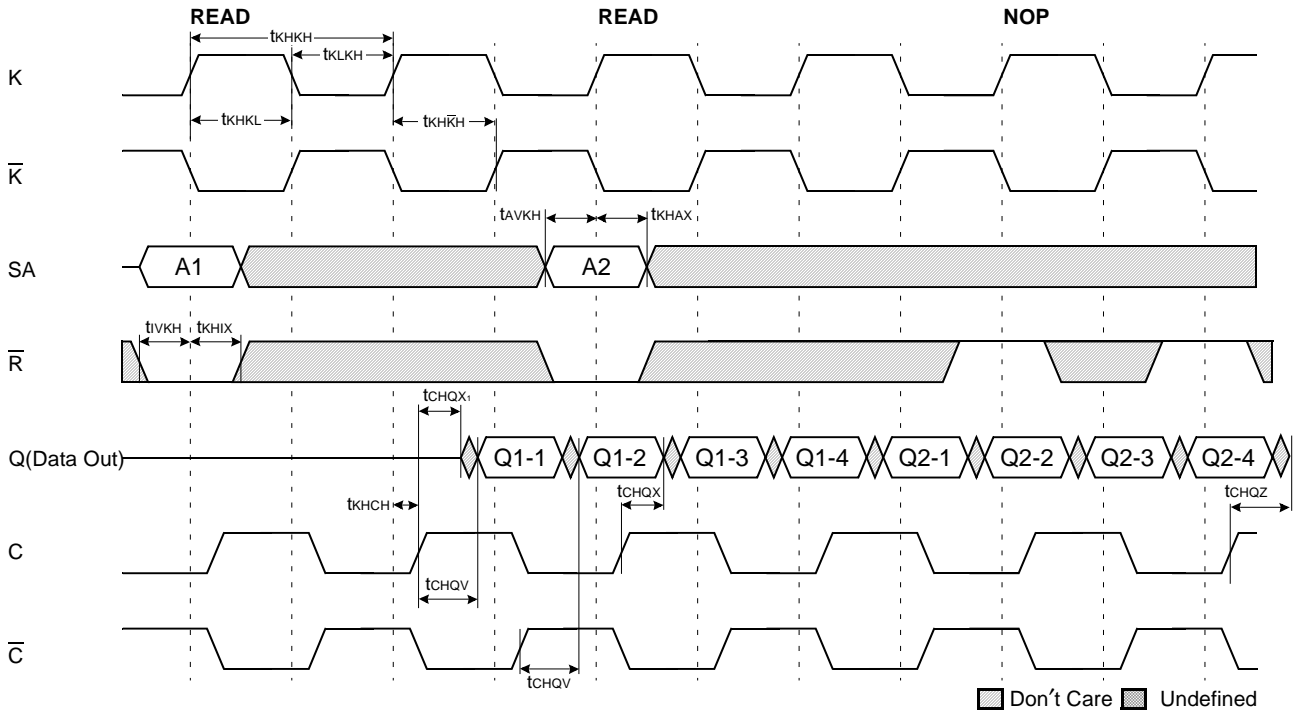 READ READ NOP
tKHKH
tKLKH
K
tKHKL tKHK̅H
K̅
tAVKH tKHAX
SA A1 A2
tIVKH tKHIX
R̅
tCHQX1
Q(Data Out) Q1-1 Q1-2 Q1-3 Q1-4 Q2-1 Q2-2 Q2-3 Q2-4
tKHCH tCHQX tCHQZ
C
tCHQV
C̅
tCHQV
Don′t Care Undefined